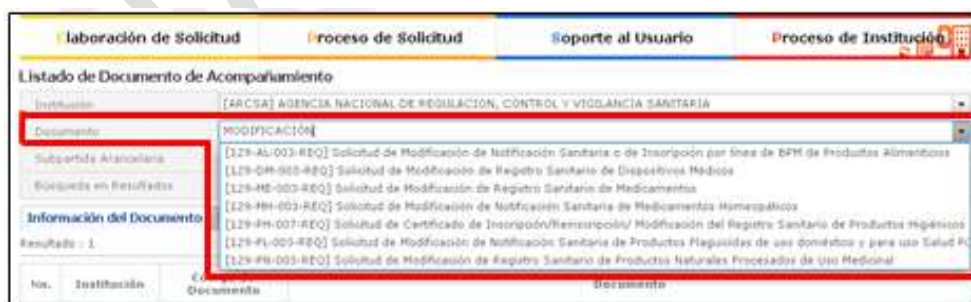 Elaboración de Solicitud Proceso de Solicitud Soporte al Usuario Proceso de Institución
Listado de Documento de Acompañamiento
Institución [ARCSA] AGENCIA NACIONAL DE REGULACION, CONTROL Y VIGILANCIA SANITARIA
Documento MODIFICACIÓN
[129-AL-003-REQ] Solicitud de Modificación de Notificación Sanitaria o de Inscripción por línea de BPM de Productos Alimenticios
Subpartida Arancelaria
[129-DM-003-REQ] Solicitud de Modificación de Registro Sanitario de Dispositivos Médicos
[129-ME-003-REQ] Solicitud de Modificación de Registro Sanitario de Medicamentos
Búsqueda en Resultados
[129-MH-003-REQ] Solicitud de Modificación de Notificación Sanitaria de Medicamentos Homeopáticos
Información del Documento
[129-PH-007-REQ] Solicitud de Certificado de Inscripción/Reinscripción/ Modificación del Registro Sanitario de Productos Higiénicos
[129-PL-003-REQ] Solicitud de Modificación de Notificación Sanitaria de Productos Plaguicidas de uso doméstico y para uso Salud
Resultado : 1
[129-PN-003-REQ] Solicitud de Modificación de Registro Sanitario de Productos Naturales Procesados de Uso Medicinal
No. Institución Documento Documento